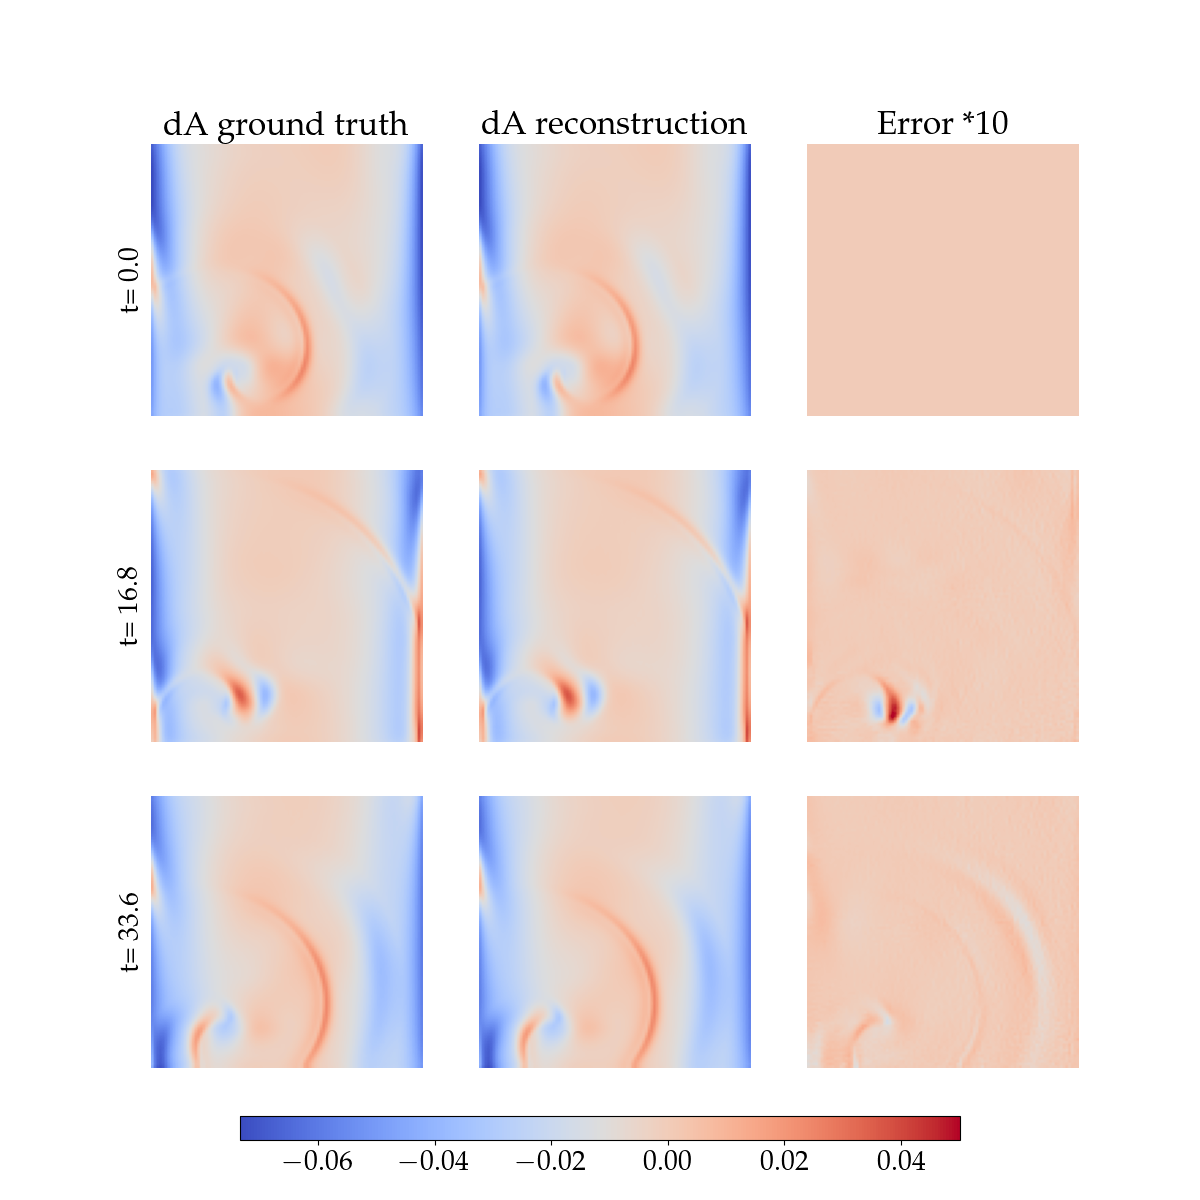 dA ground truth
dA reconstruction
Error *10
t= 0.0
t= 16.8
t= 33.6
−0.06 −0.04 −0.02 0.00 0.02 0.04